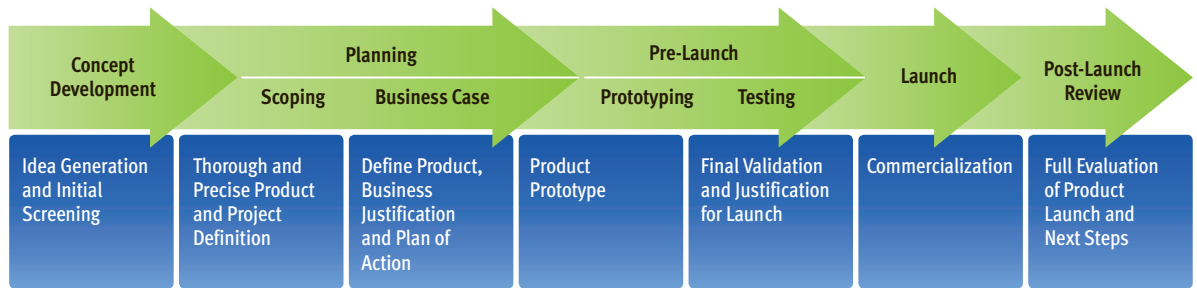 Concept
Development
Planning
Scoping
Business Case
Pre-Launch
Prototyping
Testing
Launch
Post-Launch
Review
Idea Generation
and Initial
Screening
Thorough and
Precise Product
and Project
Definition
Define Product,
Business
Justification
and Plan of
Action
Product
Prototype
Final Validation
and Justification
for Launch
Commercialization
Full Evaluation
of Product
Launch and
Next Steps